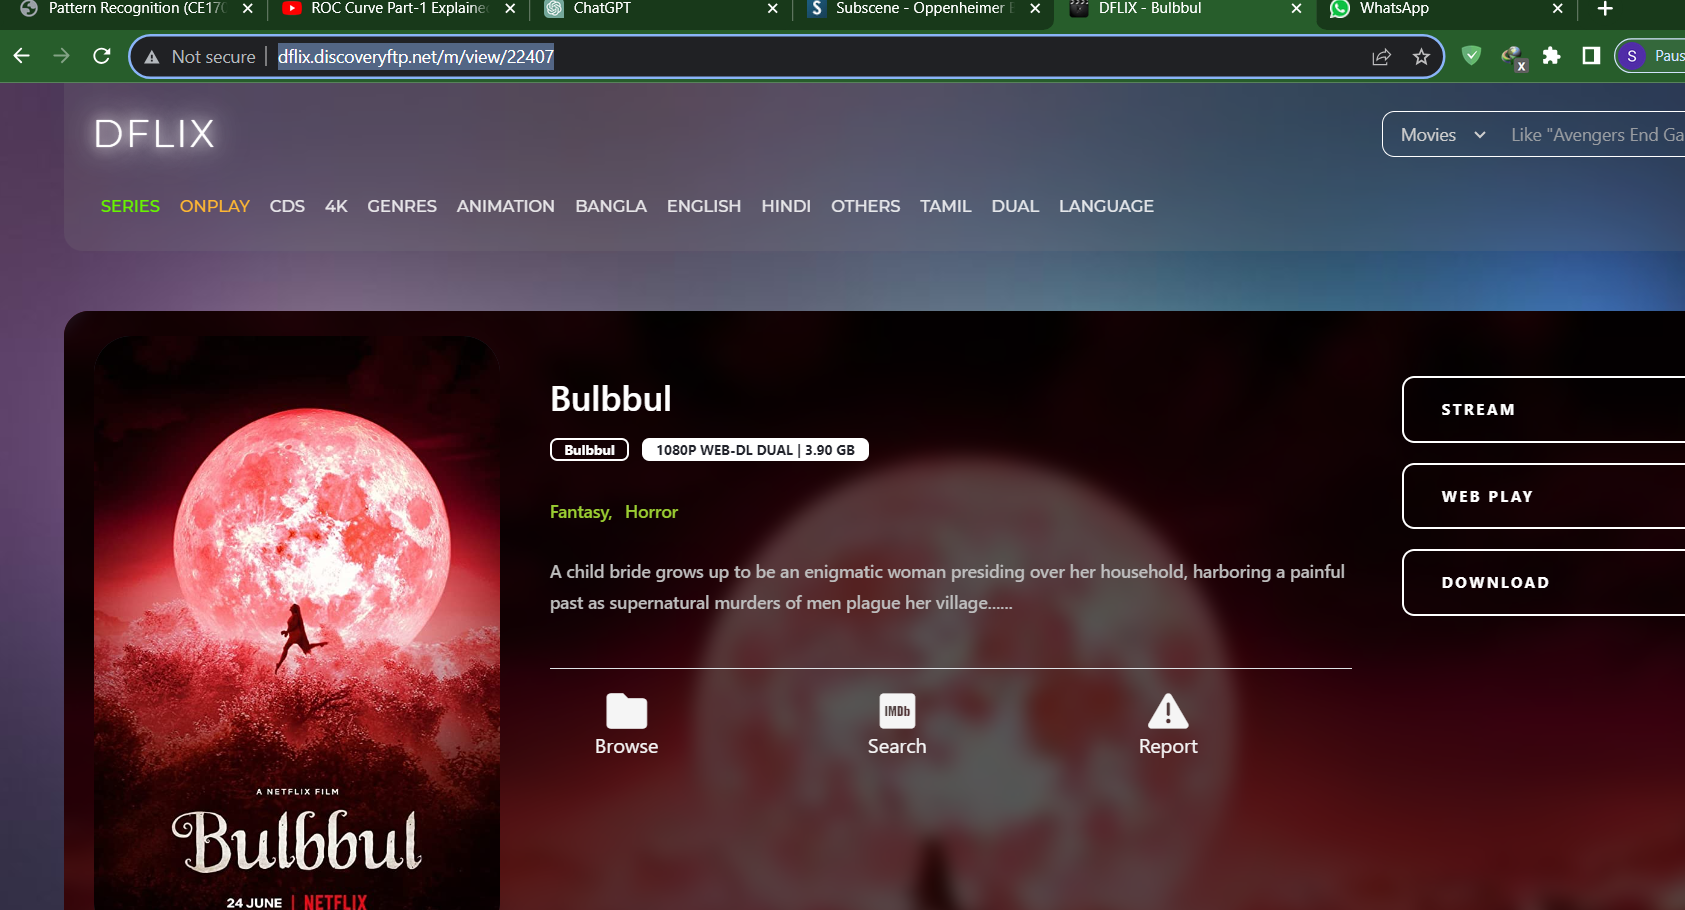 Pattern Recognition (CE17 ROC Curve Part-1 Explaine ChatGPT Subscene - Oppenheimer DFLIX - Bulbbul WhatsApp
Not secure dflix.discoveryftp.net/m/view/22407 S Paus
DFLIX
Movies Like "Avengers End Ga
SERIES ONPLAY CDS 4K GENRES ANIMATION BANGLA ENGLISH HINDI OTHERS TAMIL DUAL LANGUAGE
Bulbbul
Bulbbul 1080P WEB-DL DUAL | 3.90 GB
Fantasy, Horror
A child bride grows up to be an enigmatic woman presiding over her household, harboring a painful
past as supernatural murders of men plague her village......
STREAM
WEB PLAY
DOWNLOAD
IMDb
Browse Search Report
A NETFLIX FILM
Bulbbul
24 JUNE | NETFLIX